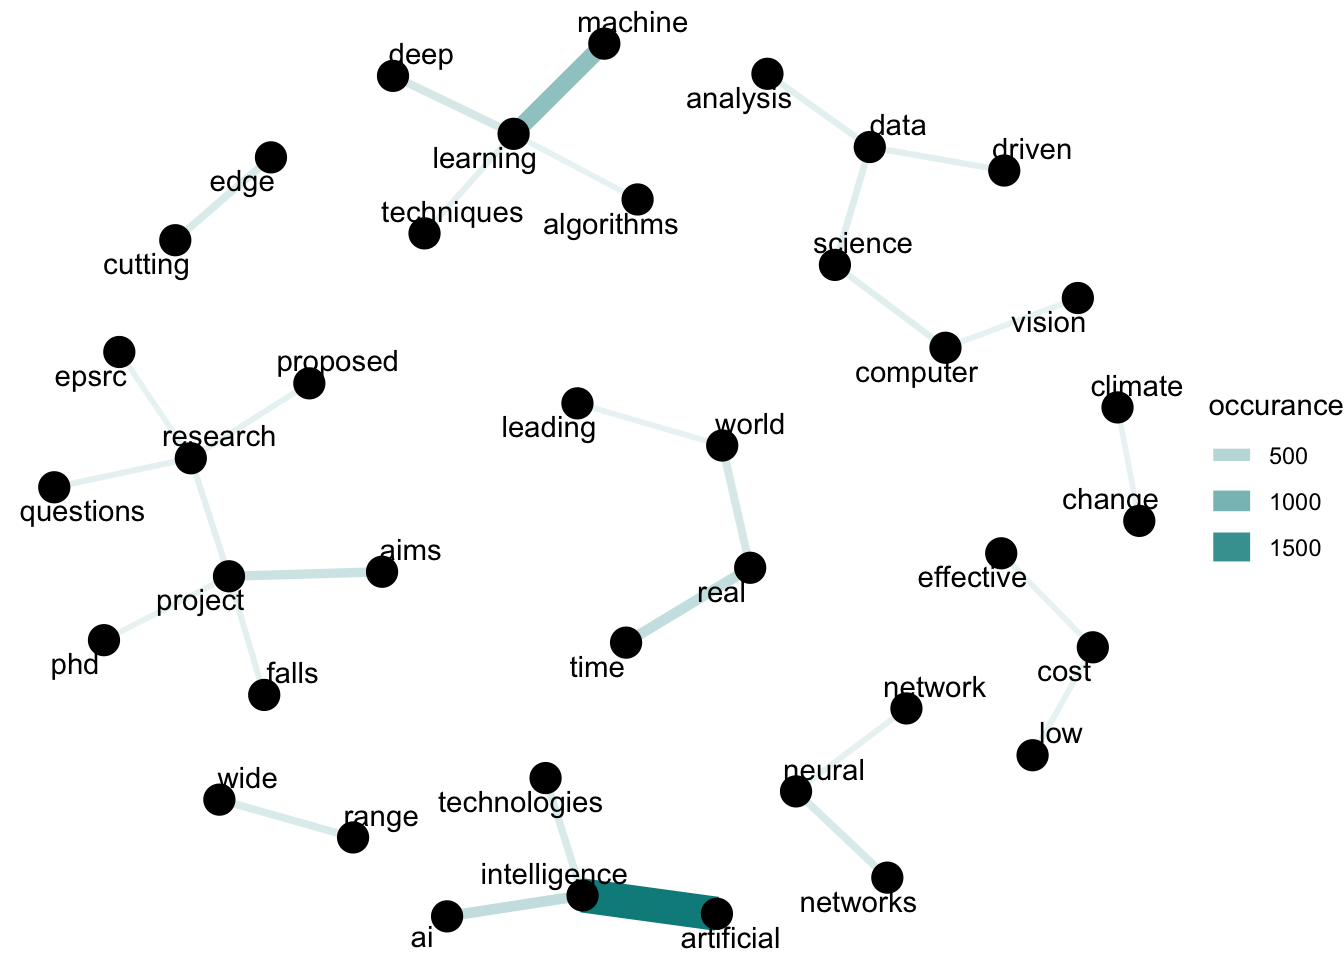 machine
deep
analysis
data
driven
learning
edge
techniques
algorithms
science
cutting
vision
epsrc
proposed
computer
climate
occurance
leading
world
research
500
questions
change
1000
1500
aims
effective
project
real
phd
falls
time
cost
network
low
wide
neural
technologies
range
intelligence
networks
ai
artificial